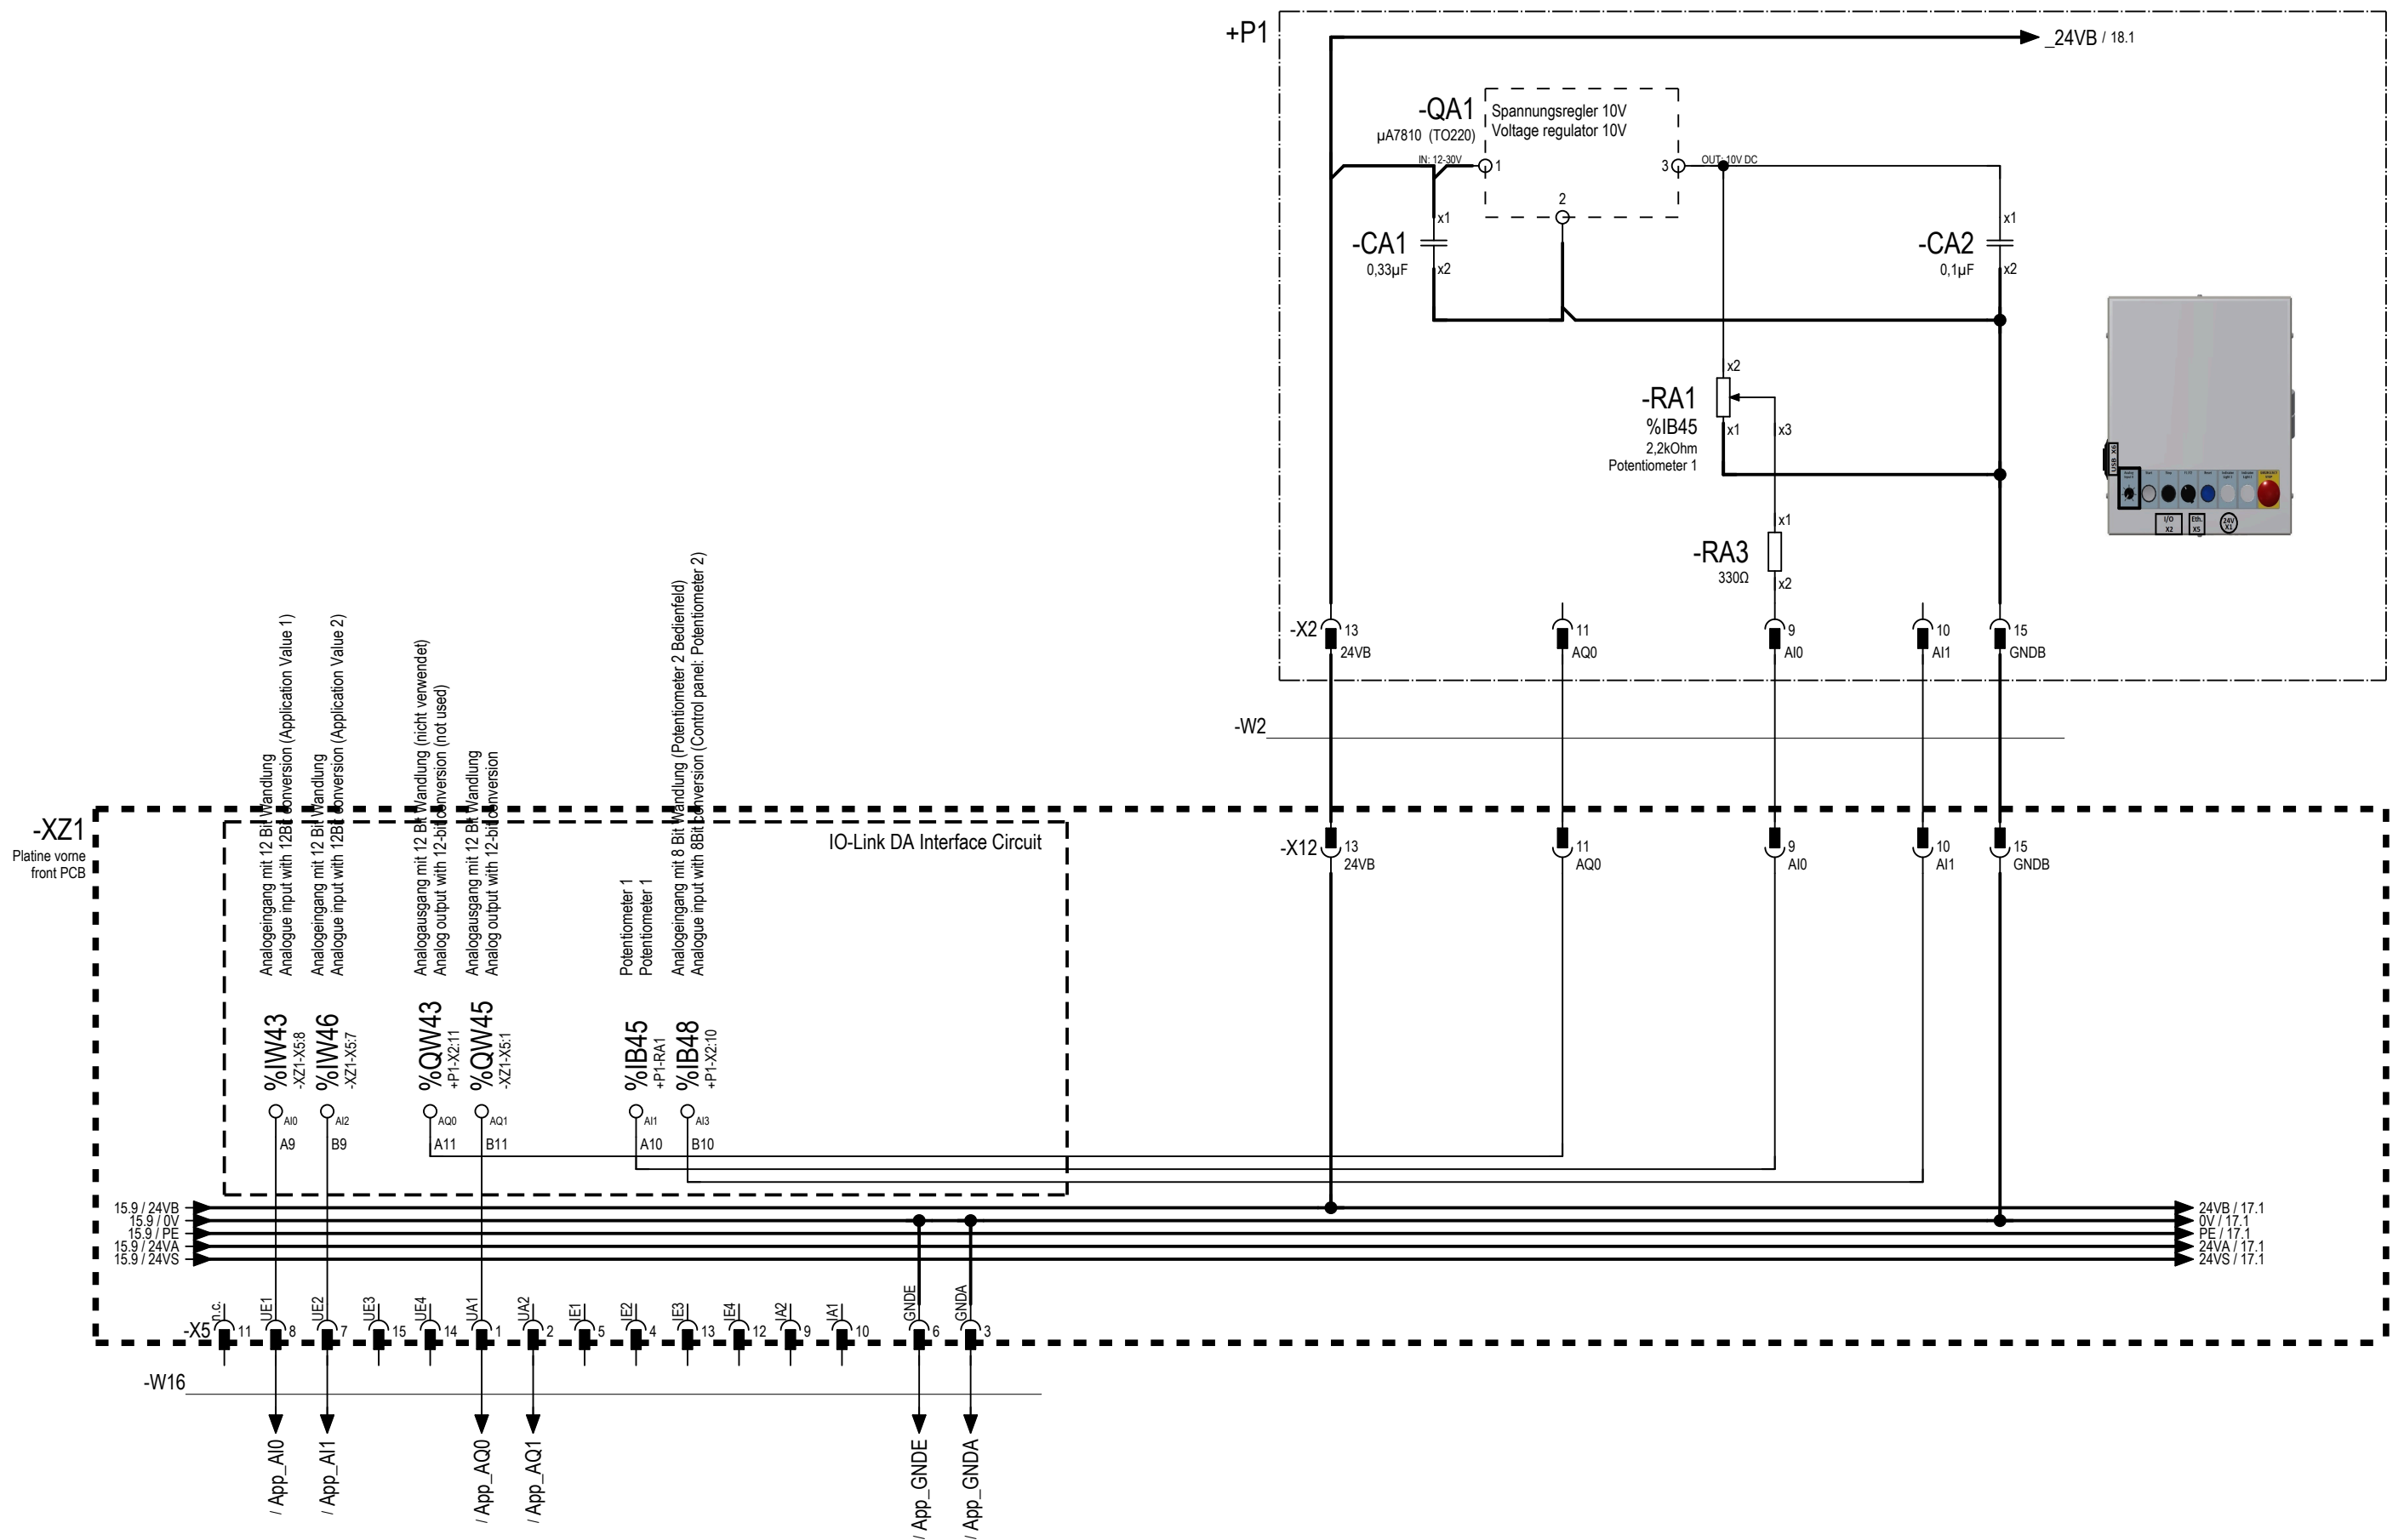 +P1
_24VB / 18.1
-QA1
µA7810 (TO220)
Spannungsregler 10V
Voltage regulator 10V
IN: 12-30V
1
3
OUT: 10V DC
2
x1
-CA1
0,33µF
x2
x1
-CA2
0,1µF
x2
x2
-RA1
%IB45
2,2kOhm
Potentiometer 1
x1
x3
x1
-RA3
330Ω
x2
USB X6
I/O
X2
Eth.
X5
24V
X1
-X2
13
24VB
11
AQ0
9
AI0
10
AI1
15
GNDB
-W2
-XZ1
Platine vorne
front PCB
IO-Link DA Interface Circuit
-X12
13
24VB
11
AQ0
9
AI0
10
AI1
15
GNDB
Analogeingang mit 12 Bit Wandlung
Analogue input with 12Bit conversion (Application Value 1)
Analogeingang mit 12 Bit Wandlung
Analogue input with 12Bit conversion (Application Value 2)
Analogausgang mit 12 Bit Wandlung (nicht verwendet)
Analog output with 12-bit conversion (not used)
Analogausgang mit 12 Bit Wandlung
Analog output with 12-bit conversion
Potentiometer 1
Potentiometer 1
Analogeingang mit 8 Bit Wandlung (Potentiometer 2 Bedienfeld)
Analogue input with 8Bit conversion (Control panel: Potentiometer 2)
%IW43
-XZ1-X5:8
%IW46
-XZ1-X5:7
%QW43
+P1-X2:11
%QW45
-XZ1-X5:1
%IB45
+P1-RA1
%IB48
+P1-X2:10
AI0
A9
AI2
B9
AQ0
A11
AQ1
B11
AI1
A10
AI3
B10
15.9 / 24VB
15.9 / 0V
15.9 / PE
15.9 / 24VA
15.9 / 24VS
24VB / 17.1
0V / 17.1
PE / 17.1
24VA / 17.1
24VS / 17.1
-X5
n.c.
11
UE1
8
UE2
7
UE3
15
UE4
14
UA1
1
UA2
2
IE1
5
IE2
4
IE3
13
IE4
12
IA2
9
IA1
10
GNDE
6
GNDA
3
-W16
/ App_AI0
/ App_AI1
/ App_AQ0
/ App_AQ1
/ App_GNDE
/ App_GNDA